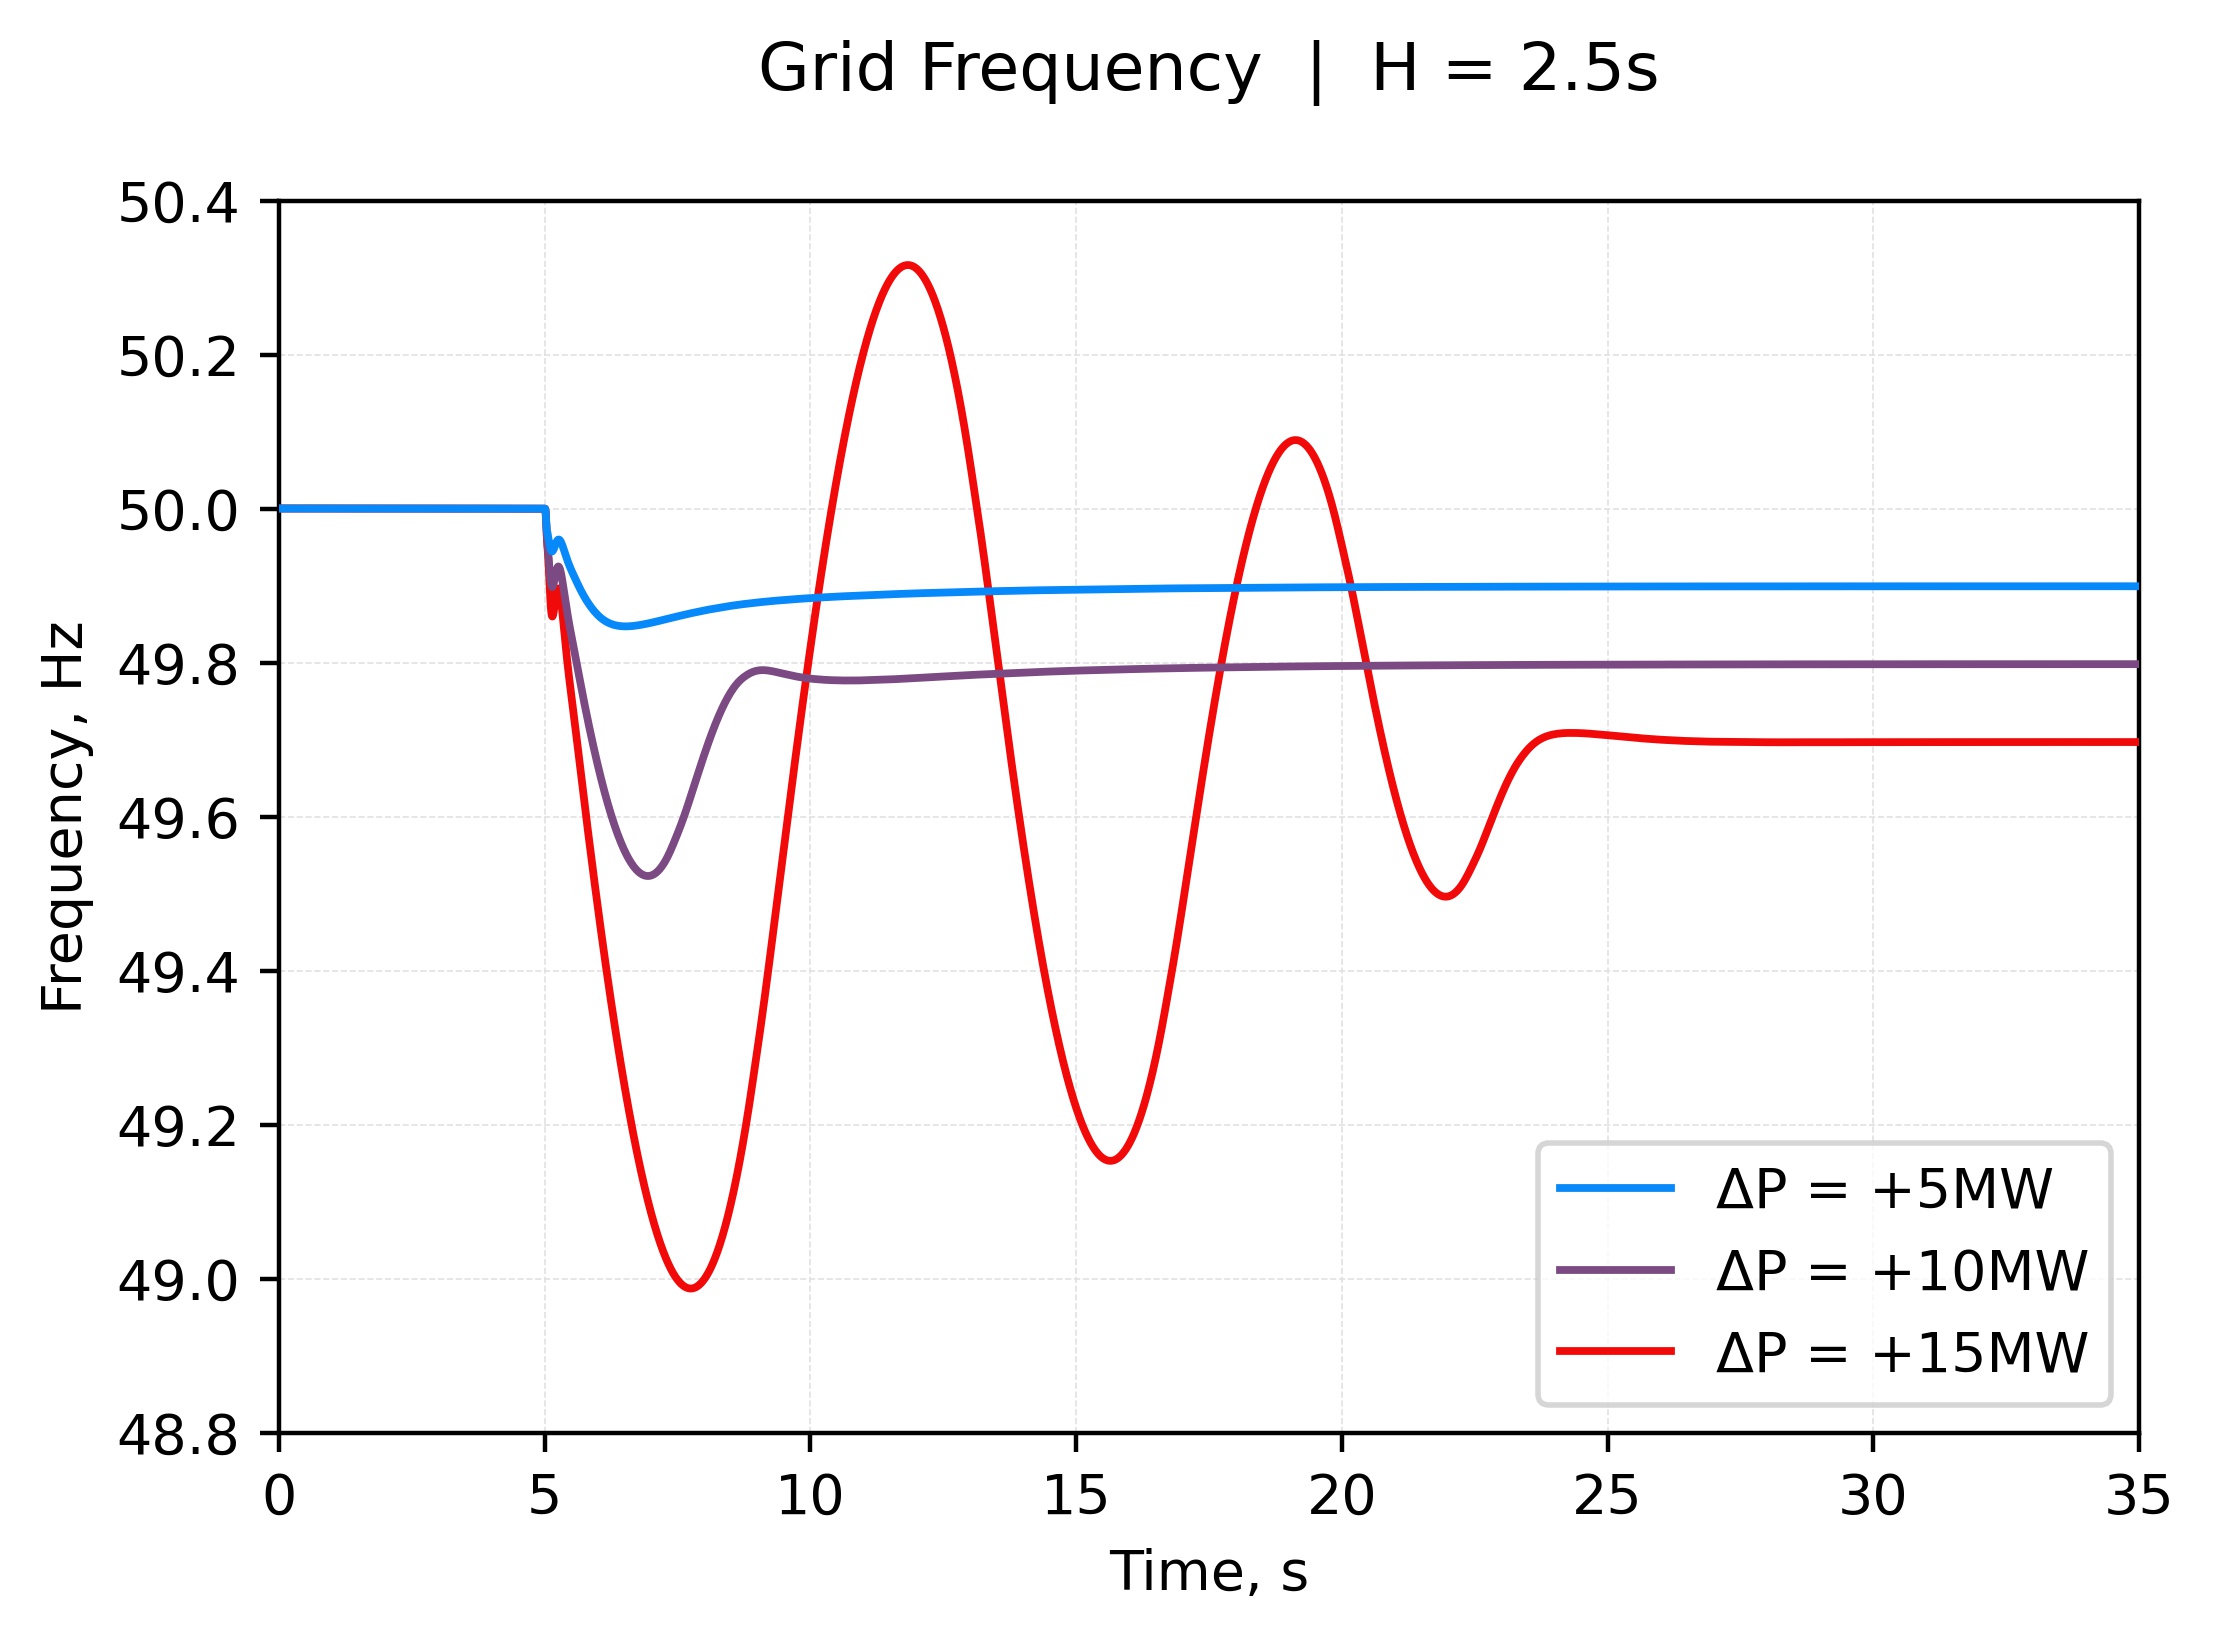 Grid Frequency | H = 2.5s
50.4
50.2
50.0
49.8
49.6
49.4
49.2
49.0
48.8
Frequency, Hz
ΔP = +5MW
ΔP = +10MW
ΔP = +15MW
0 5 10 15 20 25 30 35
Time, s